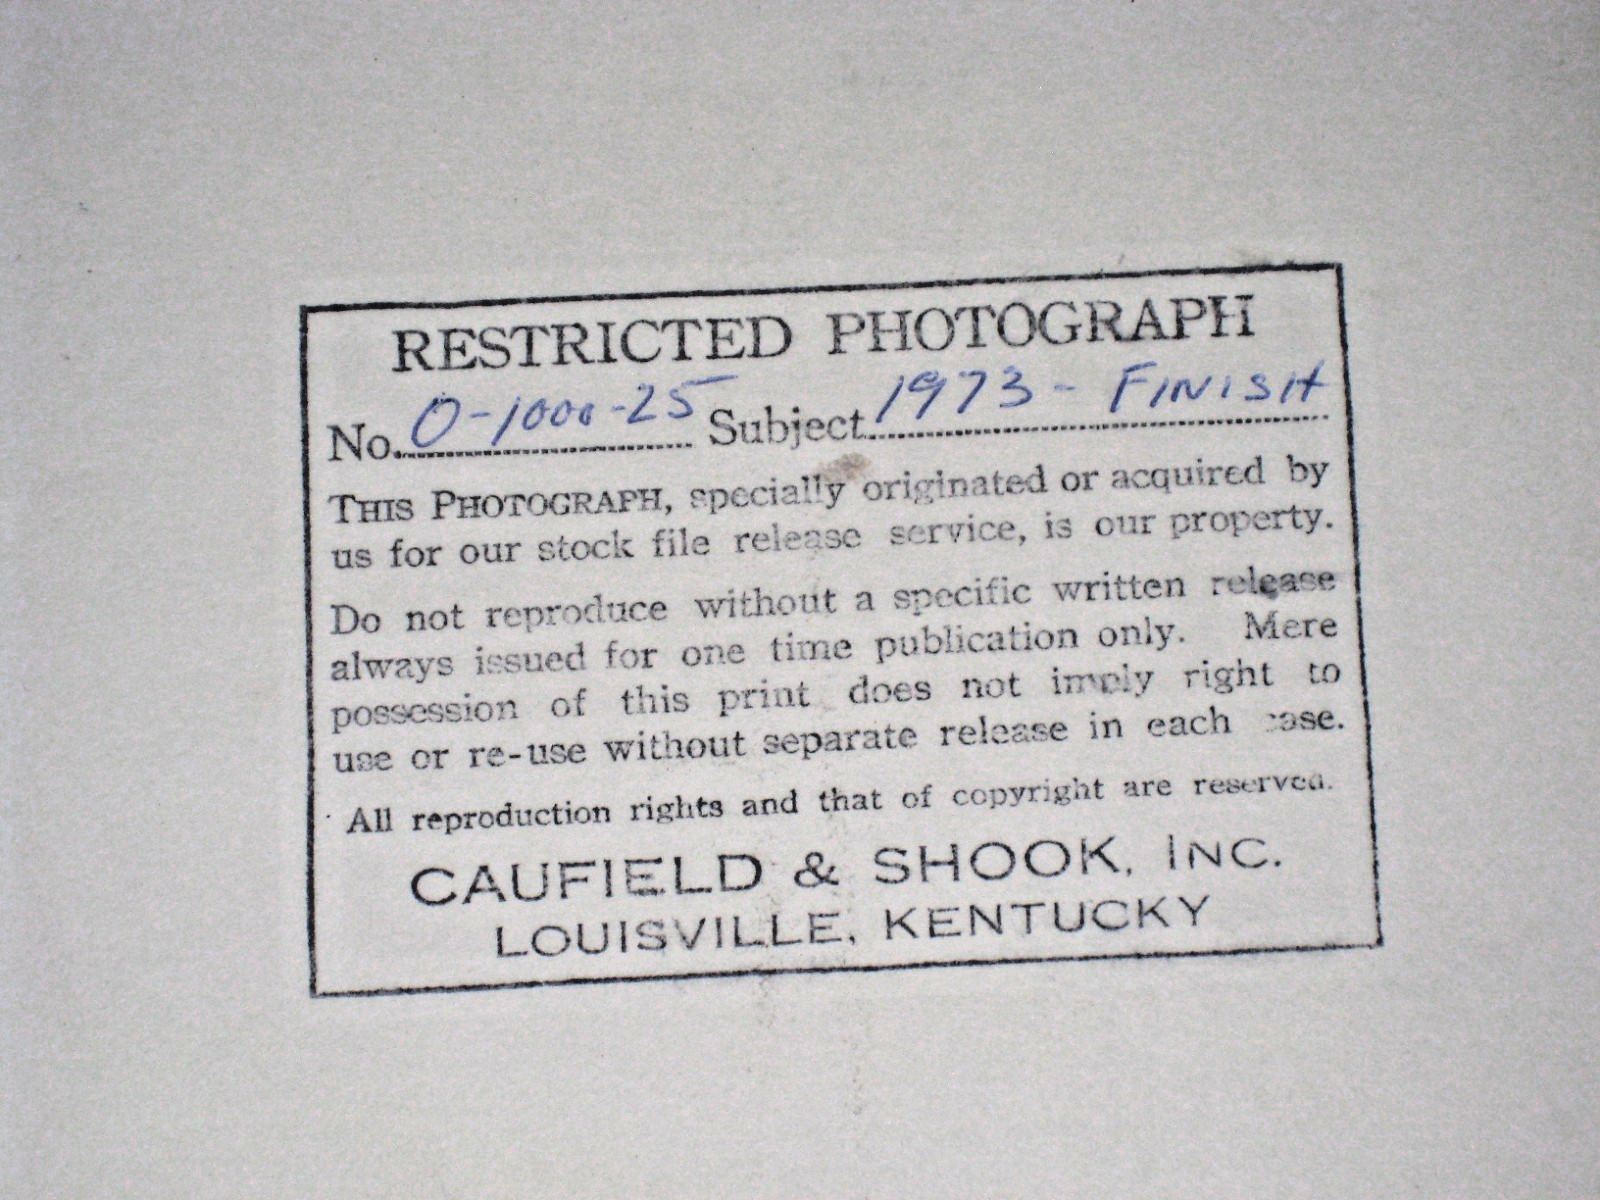 RESTRICTED PHOTOGRAPH
No. O-1000-25 Subject 1973 - FINISH
THIS PHOTOGRAPH, specially originated or acquired by
us for our stock file release service, is our property.
Do not reproduce without a specific written release
always issued for one time publication only. Mere
possession of this print does not imply right to
use or re-use without separate release in each case.
All reproduction rights and that of copyright are reserved.
CAUFIELD & SHOOK, INC.
LOUISVILLE, KENTUCKY